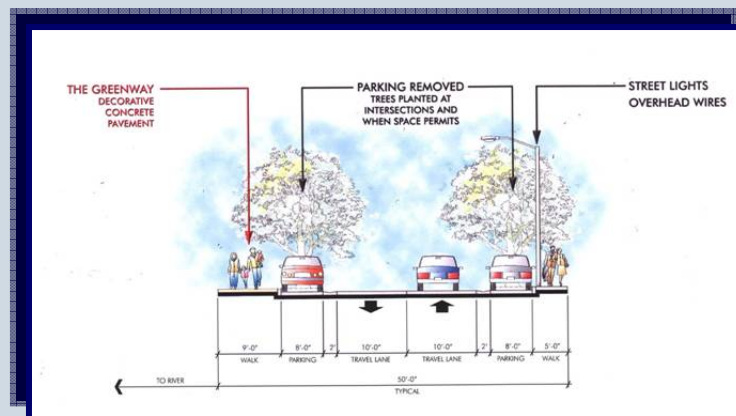 THE GREENWAY
DECORATIVE
CONCRETE
PAVEMENT
PARKING REMOVED
TREES PLANTED AT
INTERSECTIONS AND
WHEN SPACE PERMITS
STREET LIGHTS
OVERHEAD WIRES
9'-0" 8'-0" 2' 10'-0" 10'-0" 2' 8'-0" 5'-0"
WALK PARKING TRAVEL LANE TRAVEL LANE PARKING WALK
TO RIVER 50'-0"
TYPICAL